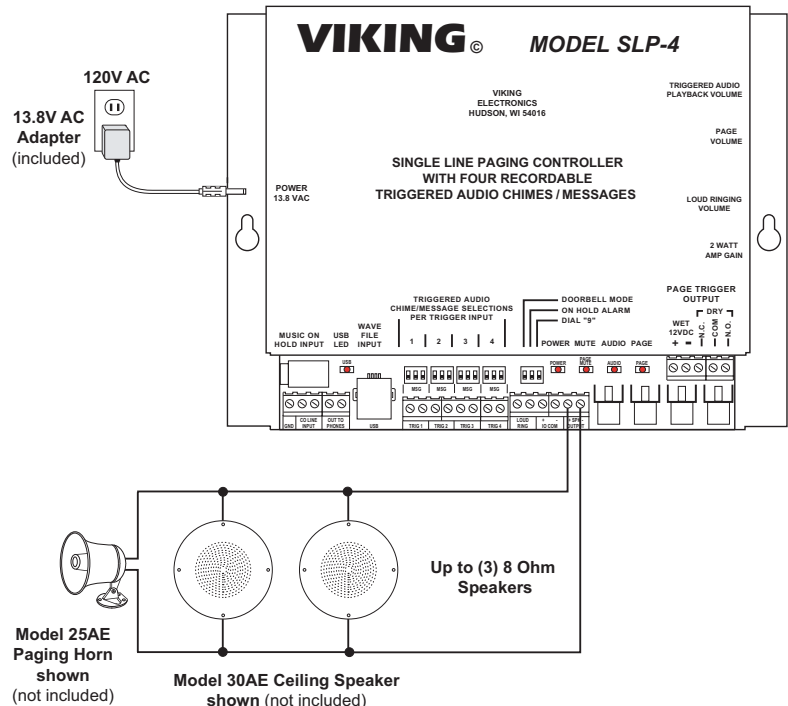 VIKING ©
MODEL SLP-4
120V AC
13.8V AC
Adapter
(included)
VIKING
ELECTRONICS
HUDSON, WI 54016
TRIGGERED AUDIO
PLAYBACK VOLUME
PAGE
VOLUME
SINGLE LINE PAGING CONTROLLER
WITH FOUR RECORDABLE
TRIGGERED AUDIO CHIMES / MESSAGES
POWER
13.8 VAC
LOUD RINGING
VOLUME
2 WATT
AMP GAIN
TRIGGERED AUDIO
CHIME/MESSAGE SELECTIONS
PER TRIGGER INPUT
DOORBELL MODE
ON HOLD ALARM
DIAL "9"
PAGE TRIGGER
OUTPUT
DRY
WET
12VDC
+ -
N.C.
COM
N.O.
MUSIC ON
HOLD INPUT
USB
LED
WAVE
FILE
INPUT
1 2 3 4
POWER MUTE AUDIO PAGE
USB
POWER
PAGE
MUTE
AUDIO
PAGE
MSG MSG MSG MSG
GND
CO LINE
INPUT
OUT TO
PHONES
USB
TRIG 1
TRIG 2
TRIG 3
TRIG 4
LOUD
RING
+ -
IO COM
+ SPK -
OUTPUT
Up to (3) 8 Ohm
Speakers
Model 25AE
Paging Horn
shown
(not included)
Model 30AE Ceiling Speaker
shown (not included)